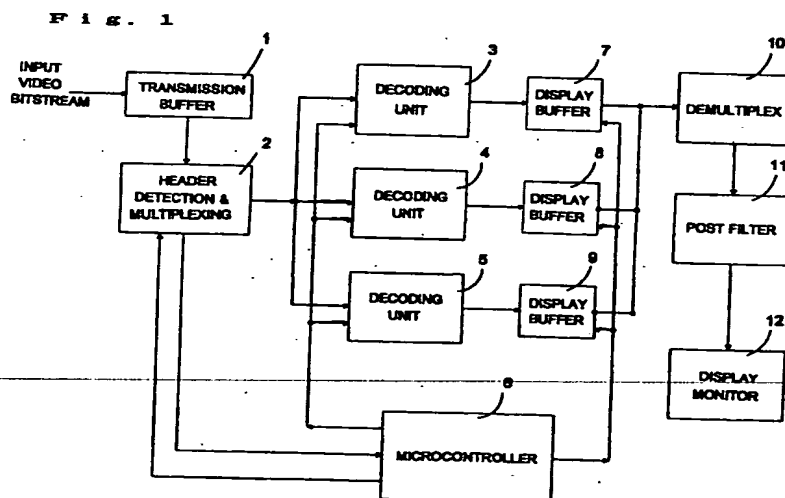 Fig. 1
INPUT
VIDEO
BITSTREAM
1
TRANSMISSION
BUFFER
2
HEADER
DETECTION &
MULTIPLEXING
3
DECODING
UNIT
4
DECODING
UNIT
5
DECODING
UNIT
6
MICROCONTROLLER
7
DISPLAY
BUFFER
8
DISPLAY
BUFFER
9
DISPLAY
BUFFER
10
DEMULTIPLEX
11
POST FILTER
12
DISPLAY
MONITOR